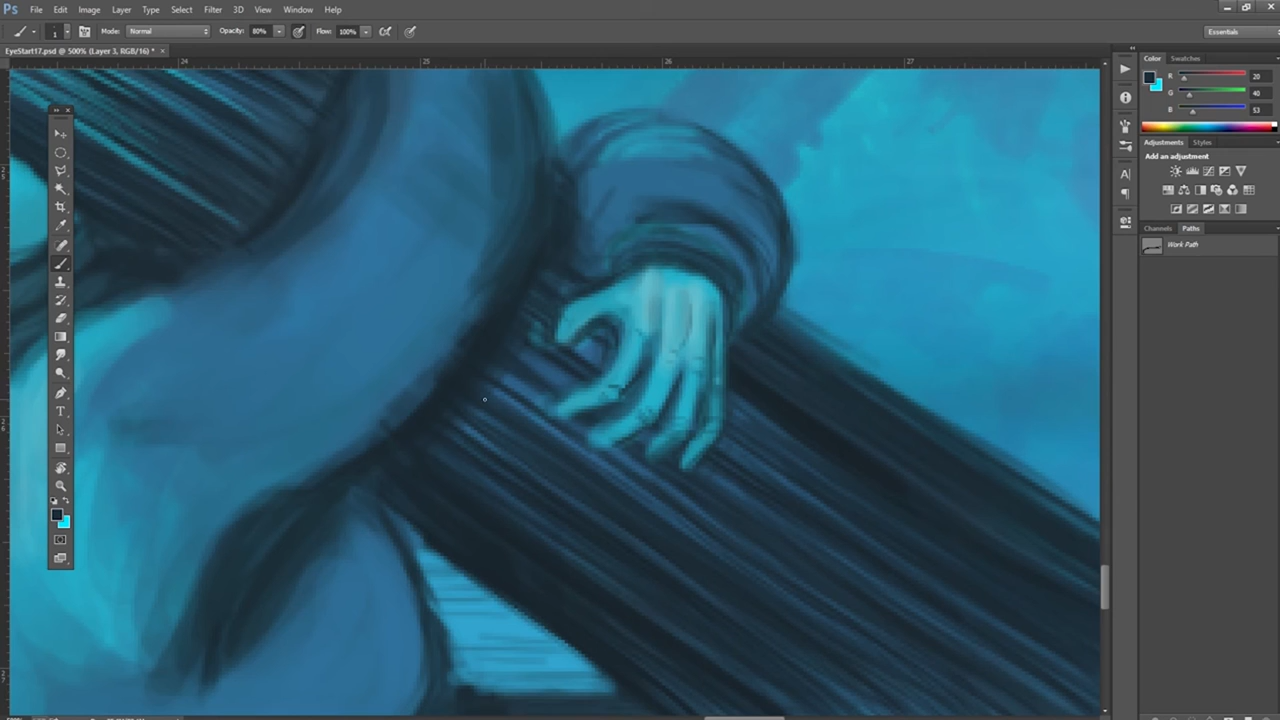 Ps File Edit Image Layer Type Select Filter 3D View Window Help
1 Mode: Normal Opacity: 80% Flow: 100% Essentials
EyeStart17.psd @ 500% (Layer 3, RGB/16) * ×
24 25 26 27
Color Swatches
R 20
G 40
B 53
Adjustments Styles
Add an adjustment
Channels Paths
Work Path